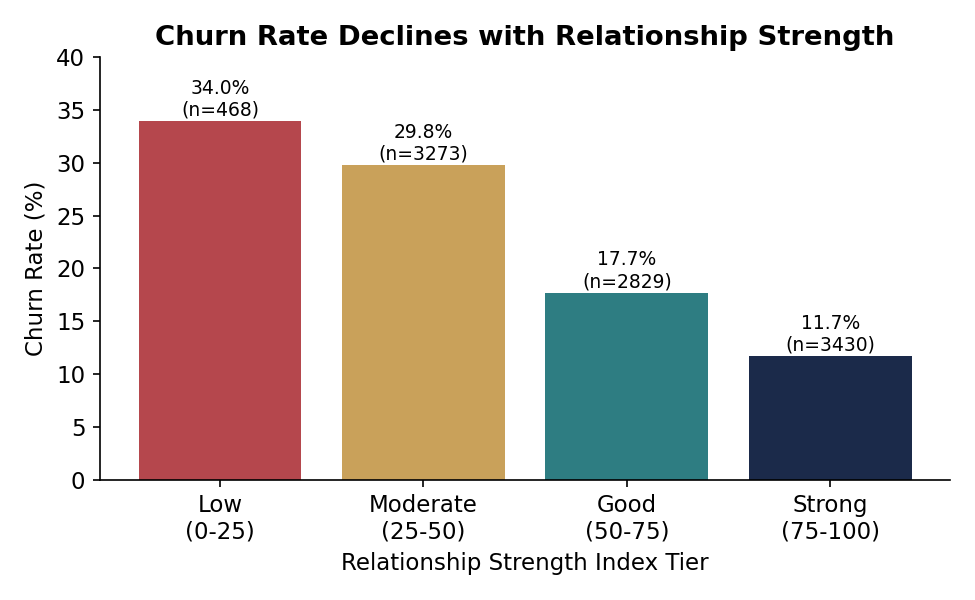 Churn Rate Declines with Relationship Strength
Churn Rate (%)
40
35
30
25
20
15
10
5
0
34.0%
(n=468)
29.8%
(n=3273)
17.7%
(n=2829)
11.7%
(n=3430)
Low
(0-25)
Moderate
(25-50)
Good
(50-75)
Strong
(75-100)
Relationship Strength Index Tier